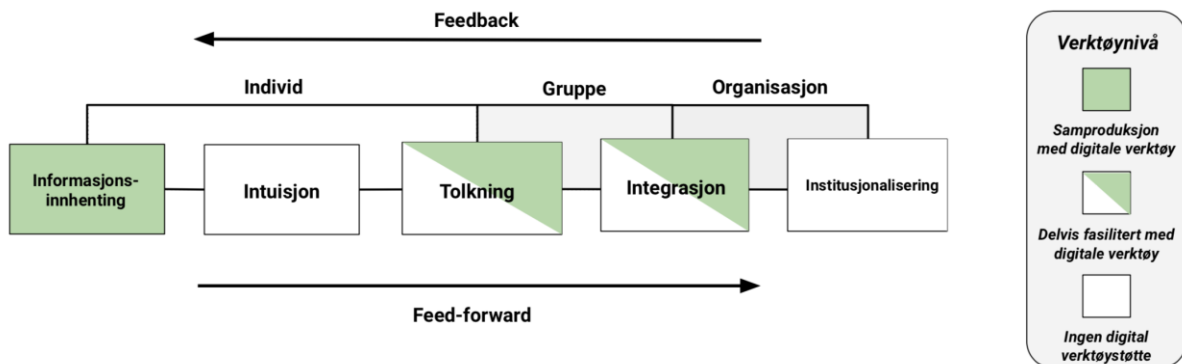 Feedback
Individ
Gruppe
Organisasjon
Informasjons-
innhenting
Intuisjon
Tolkning
Integrasjon
Institusjonalisering
Feed-forward
Verktøynivå
Samproduksjon
med digitale verktøy
Delvis fasilitert med
digitale verktøy
Ingen digital
verktøystøtte